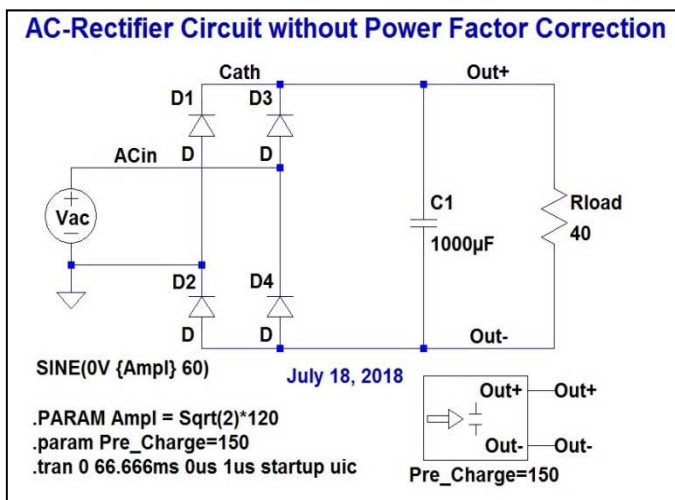 AC-Rectifier Circuit without Power Factor Correction
Cath
Out+
D1
D3
D
D
ACin
Vac
C1
1000µF
Rload
40
D2
D4
D
D
Out-
SINE(0V {Ampl} 60)
July 18, 2018
.PARAM Ampl = Sqrt(2)*120
.param Pre_Charge=150
.tran 0 66.666ms 0us 1us startup uic
Out+
Out+
Out-
Out-
Pre_Charge=150